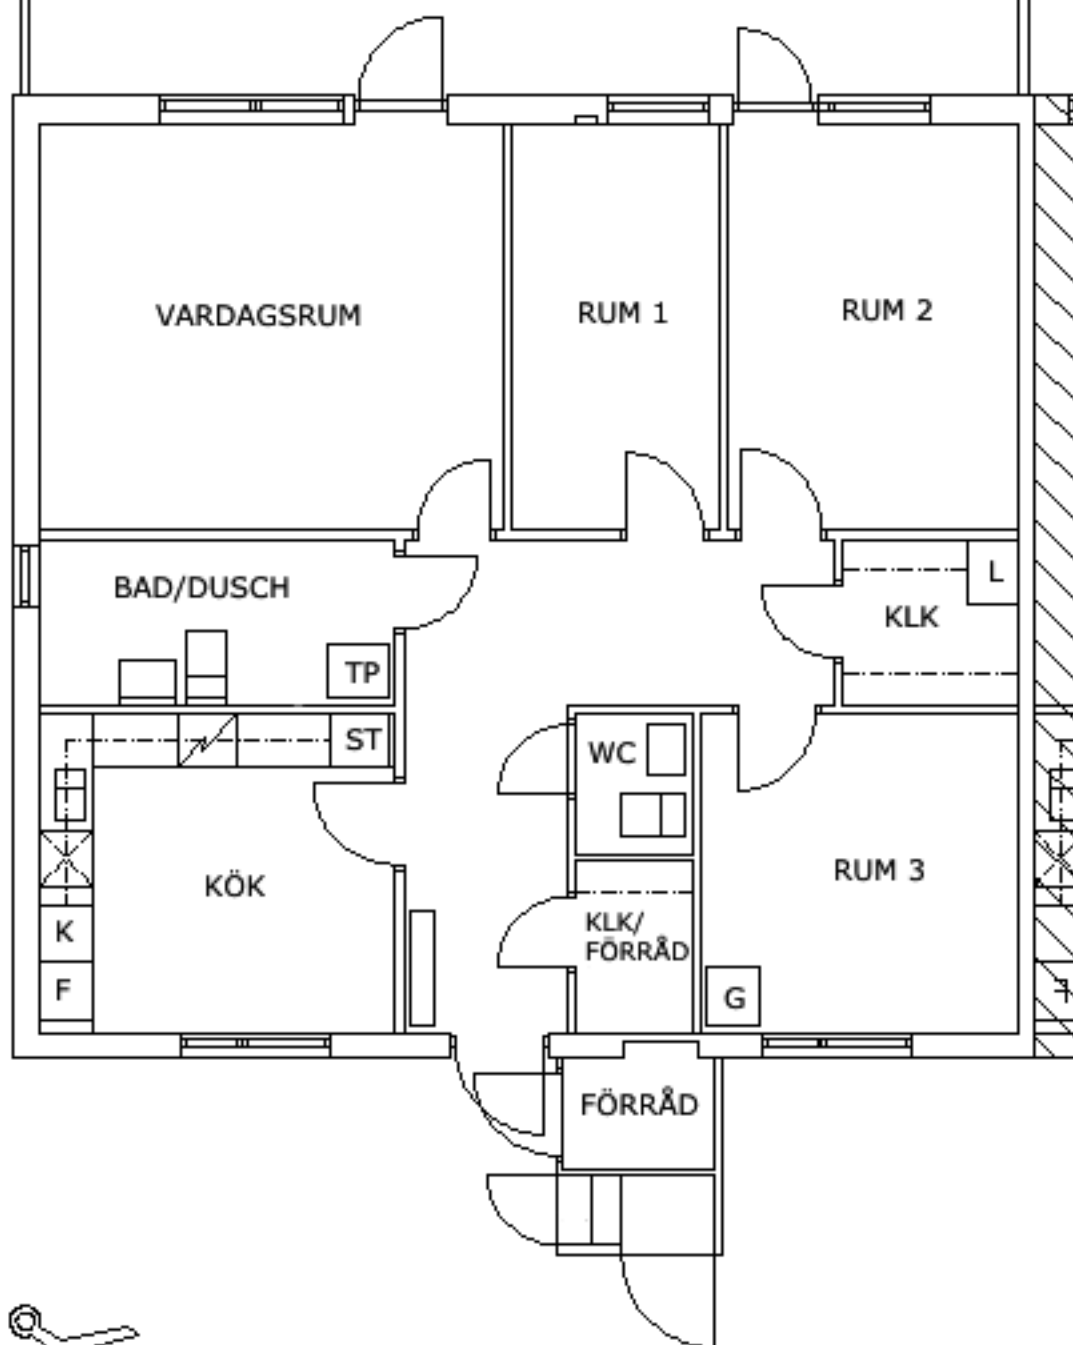 VARDAGSRUM
RUM 1
RUM 2
BAD/DUSCH
L
KLK
TP
ST
WC
KÖK
RUM 3
K
KLK/
FÖRRÅD
F
G
FÖRRÅD